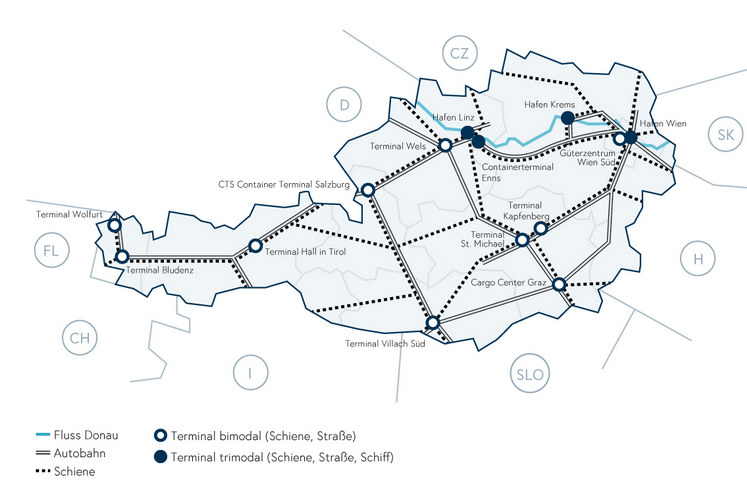 CZ
D
Hafen Krems
Hafen Linz
Hafen Wien
SK
Terminal Wels
Güterzentrum
Wien Süd
Containerterminal
Enns
CTS Container Terminal Salzburg
Terminal
Kapfenberg
Terminal Wolfurt
Terminal
St. Michael
FL
Terminal Hall in Tirol
H
Terminal Bludenz
Cargo Center Graz
CH
Terminal Villach Süd
I
SLO
Fluss Donau
Terminal bimodal (Schiene, Straße)
Autobahn
Terminal trimodal (Schiene, Straße, Schiff)
Schiene